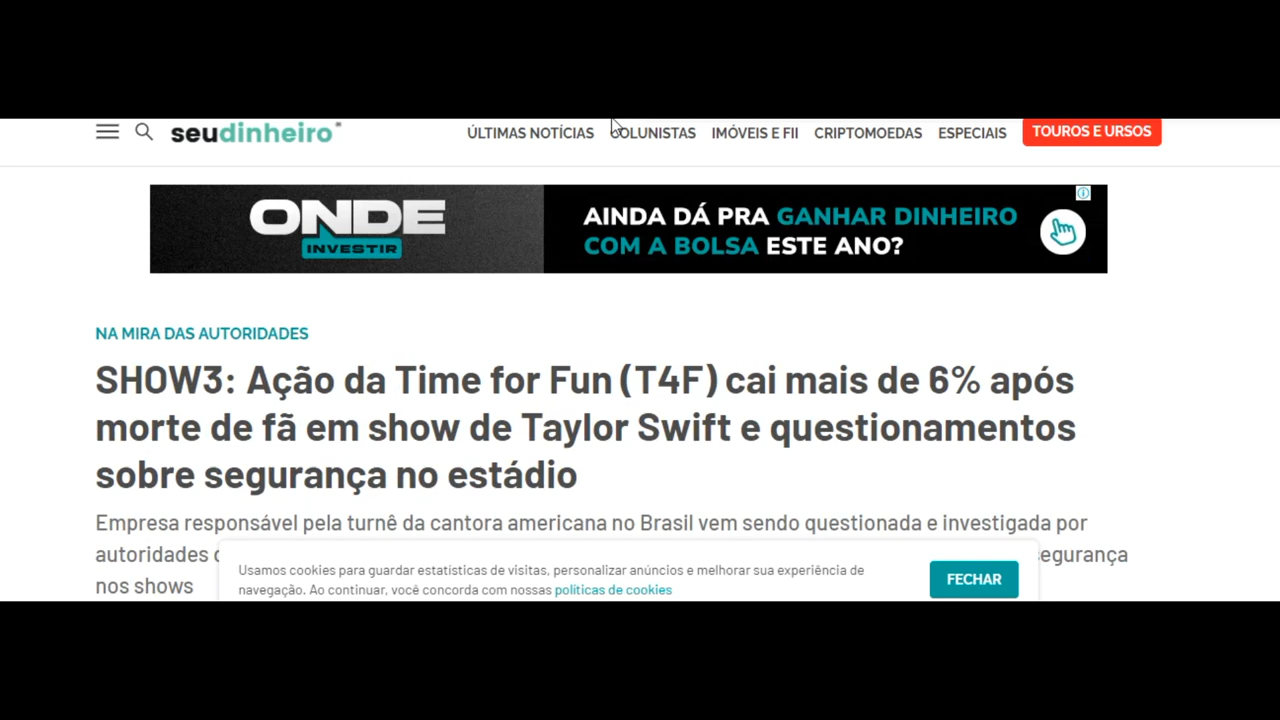 seudinheiro
ÚLTIMAS NOTÍCIAS COLUNISTAS IMÓVEIS E FII CRIPTOMOEDAS ESPECIAIS TOUROS E URSOS
ONDE
INVESTIR
AINDA DÁ PRA GANHAR DINHEIRO
COM A BOLSA ESTE ANO?
NA MIRA DAS AUTORIDADES
SHOW3: Ação da Time for Fun (T4F) cai mais de 6% após
morte de fã em show de Taylor Swift e questionamentos
sobre segurança no estádio
Empresa responsável pela turnê da cantora americana no Brasil vem sendo questionada e investigada por
autoridades segurança
nos shows
Usamos cookies para guardar estatísticas de visitas, personalizar anúncios e melhorar sua experiência de
navegação. Ao continuar, você concorda com nossas políticas de cookies
FECHAR